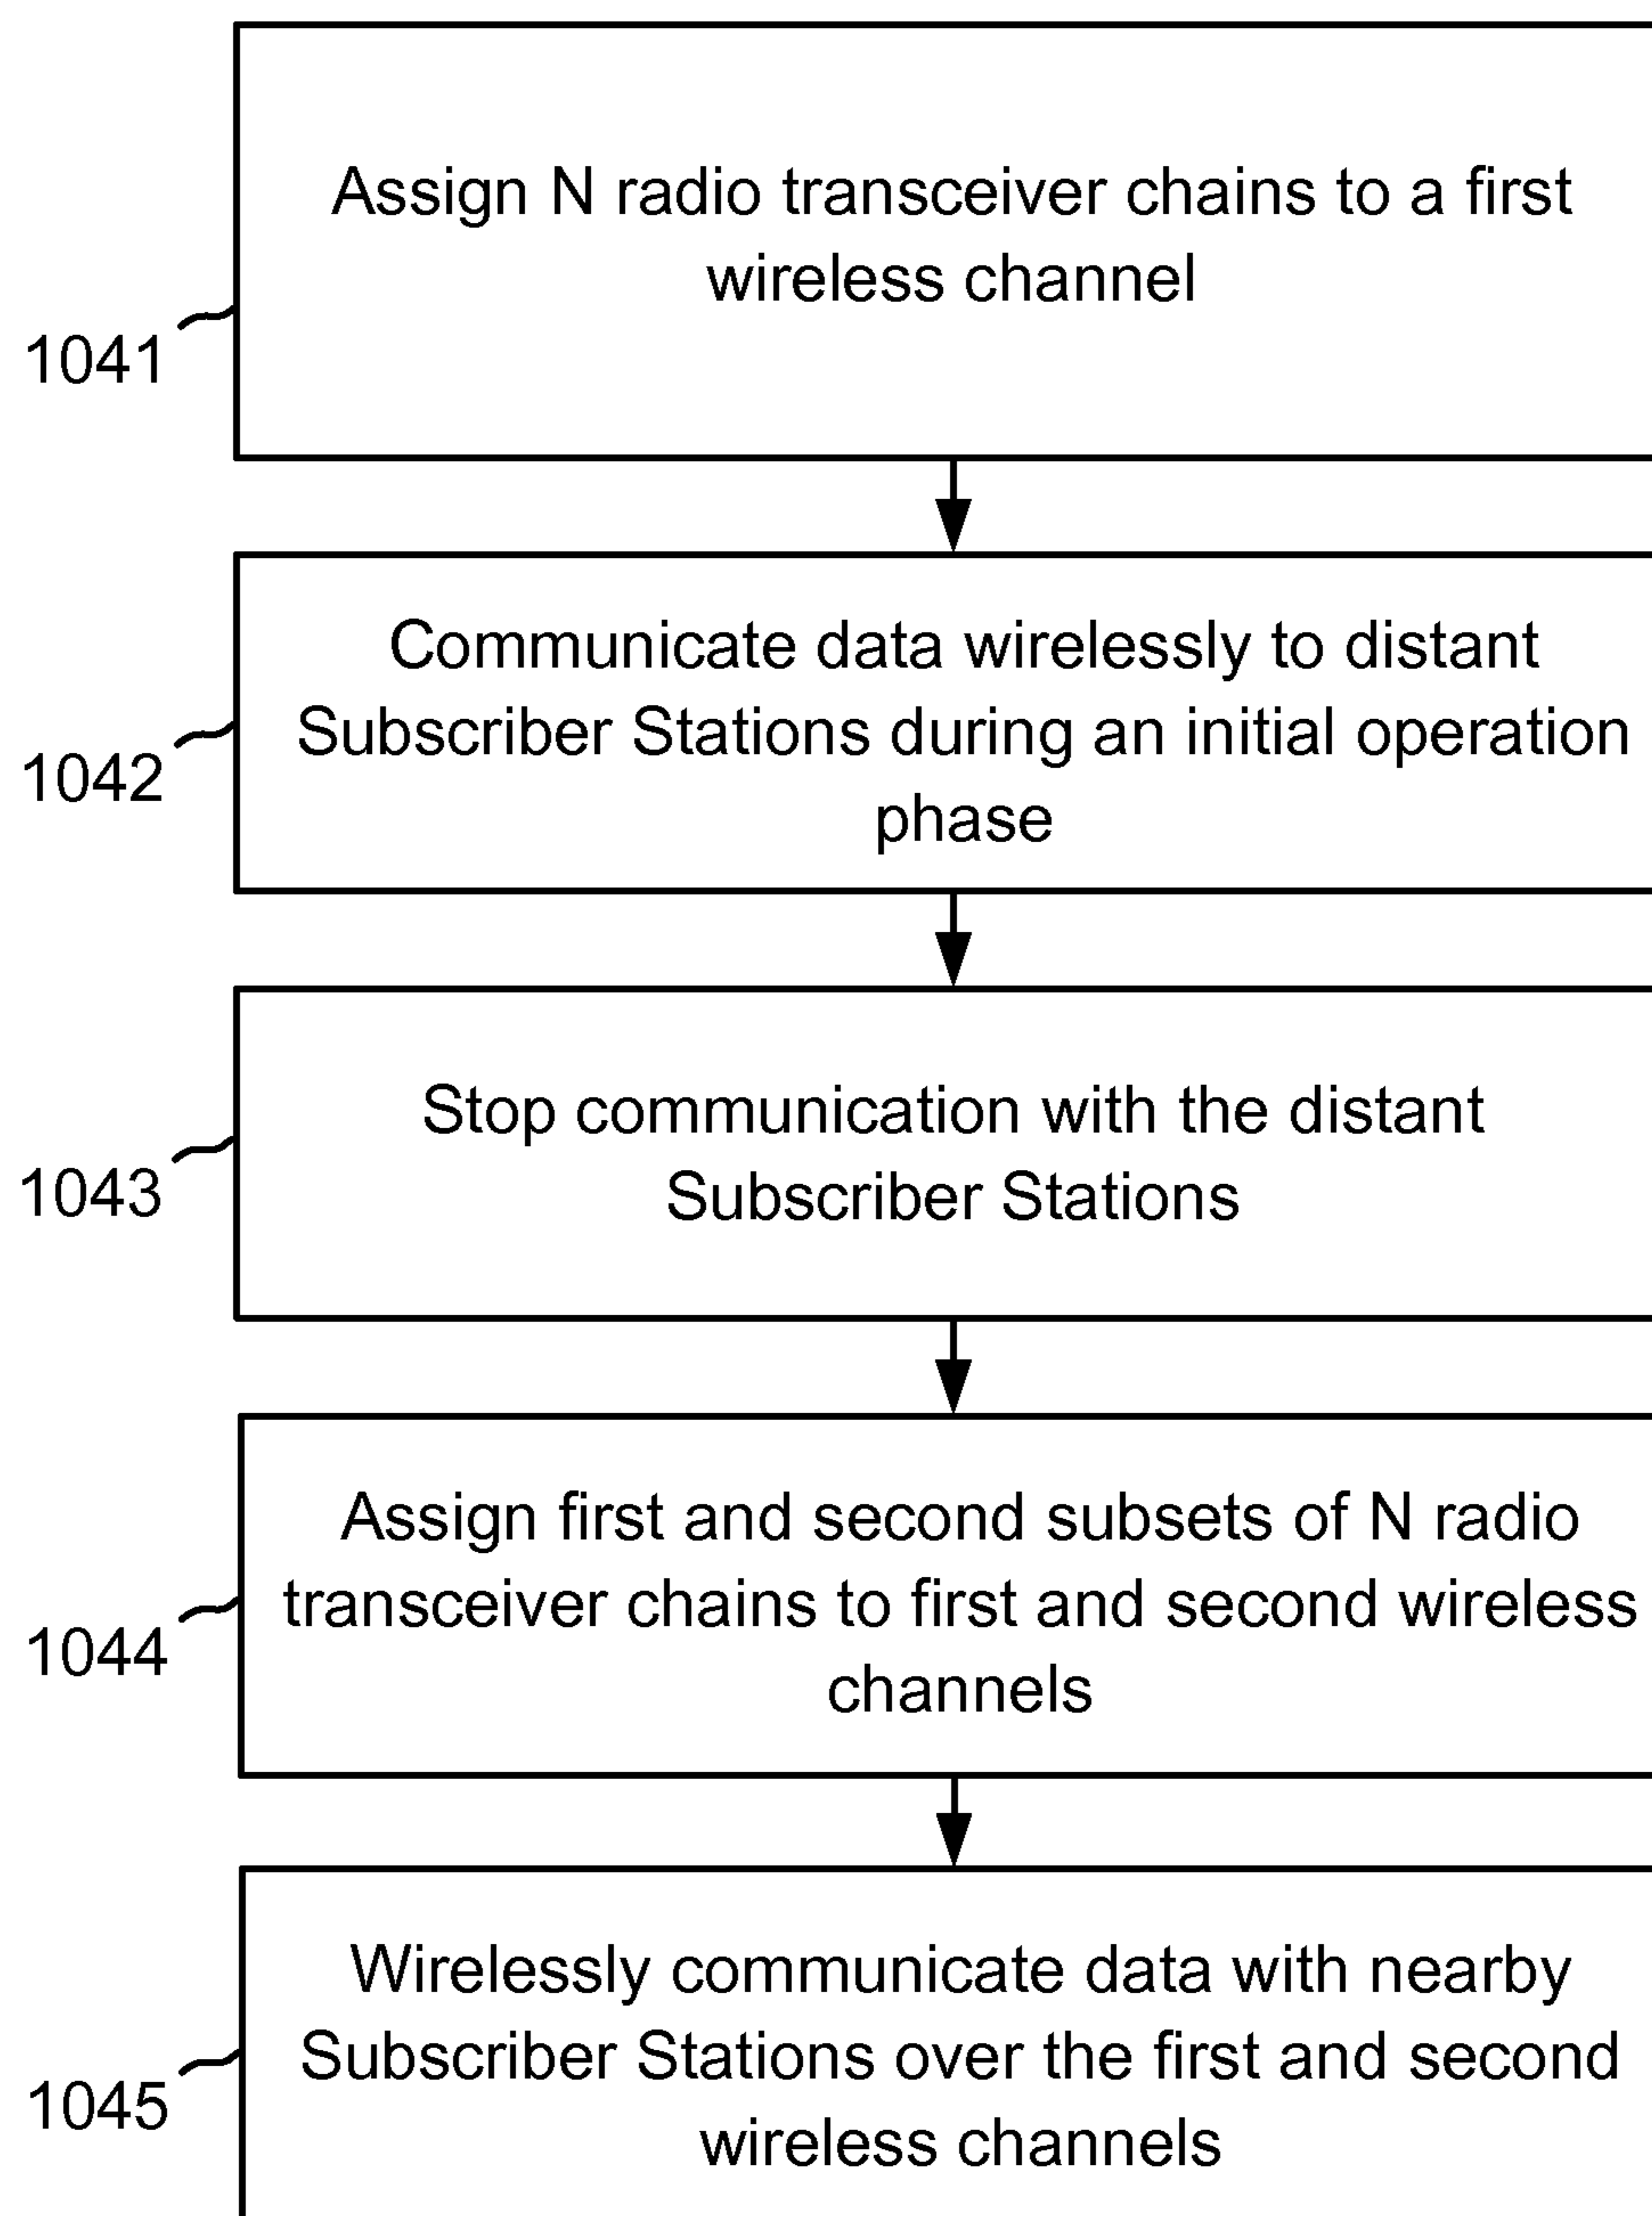 Assign N radio transceiver chains to a first
wireless channel
1041
Communicate data wirelessly to distant
Subscriber Stations during an initial operation
phase
1042
Stop communication with the distant
Subscriber Stations
1043
Assign first and second subsets of N radio
transceiver chains to first and second wireless
channels
1044
Wirelessly communicate data with nearby
Subscriber Stations over the first and second
wireless channels
1045